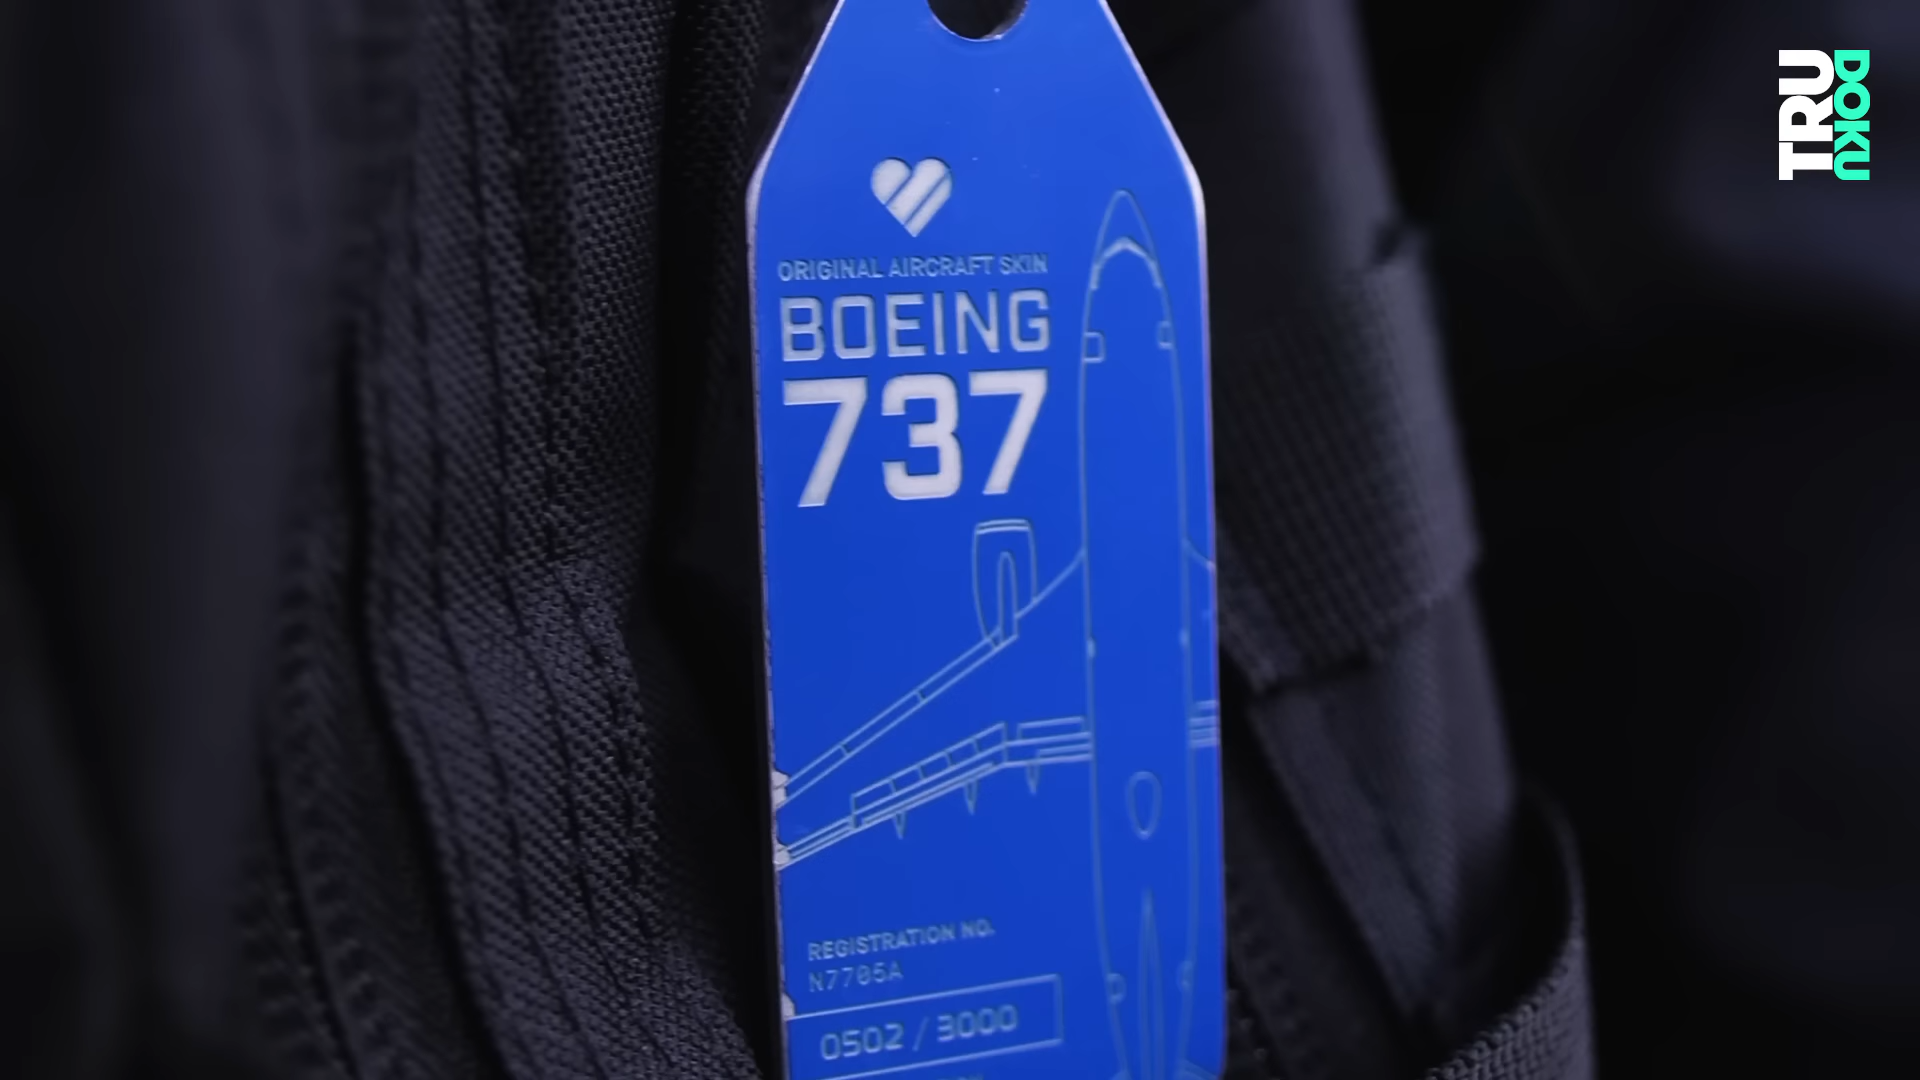 ORIGINAL AIRCRAFT SKIN
BOEING
737
REGISTRATION NO.
N7705A
0502 / 3000
TRU
DOKU